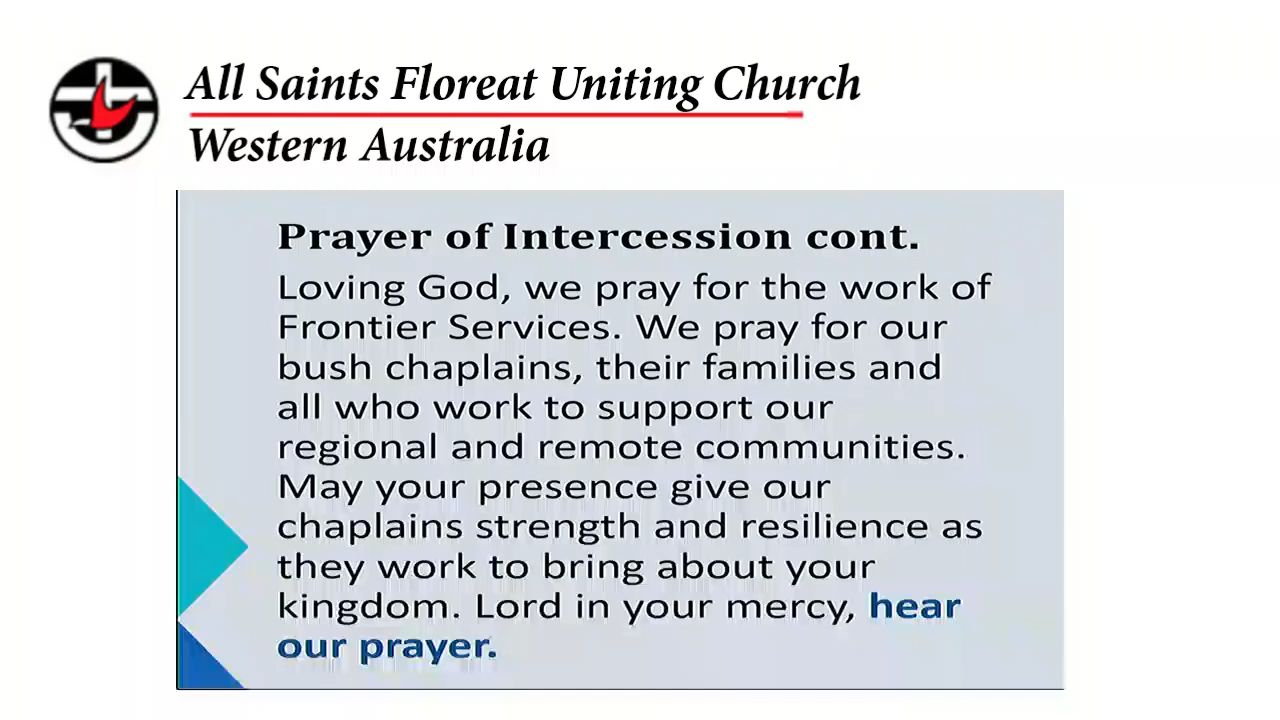 All Saints Floreat Uniting Church
Western Australia
Prayer of Intercession cont.
Loving God, we pray for the work of
Frontier Services. We pray for our
bush chaplains, their families and
all who work to support our
regional and remote communities.
May your presence give our
chaplains strength and resilience as
they work to bring about your
kingdom. Lord in your mercy, hear
our prayer.